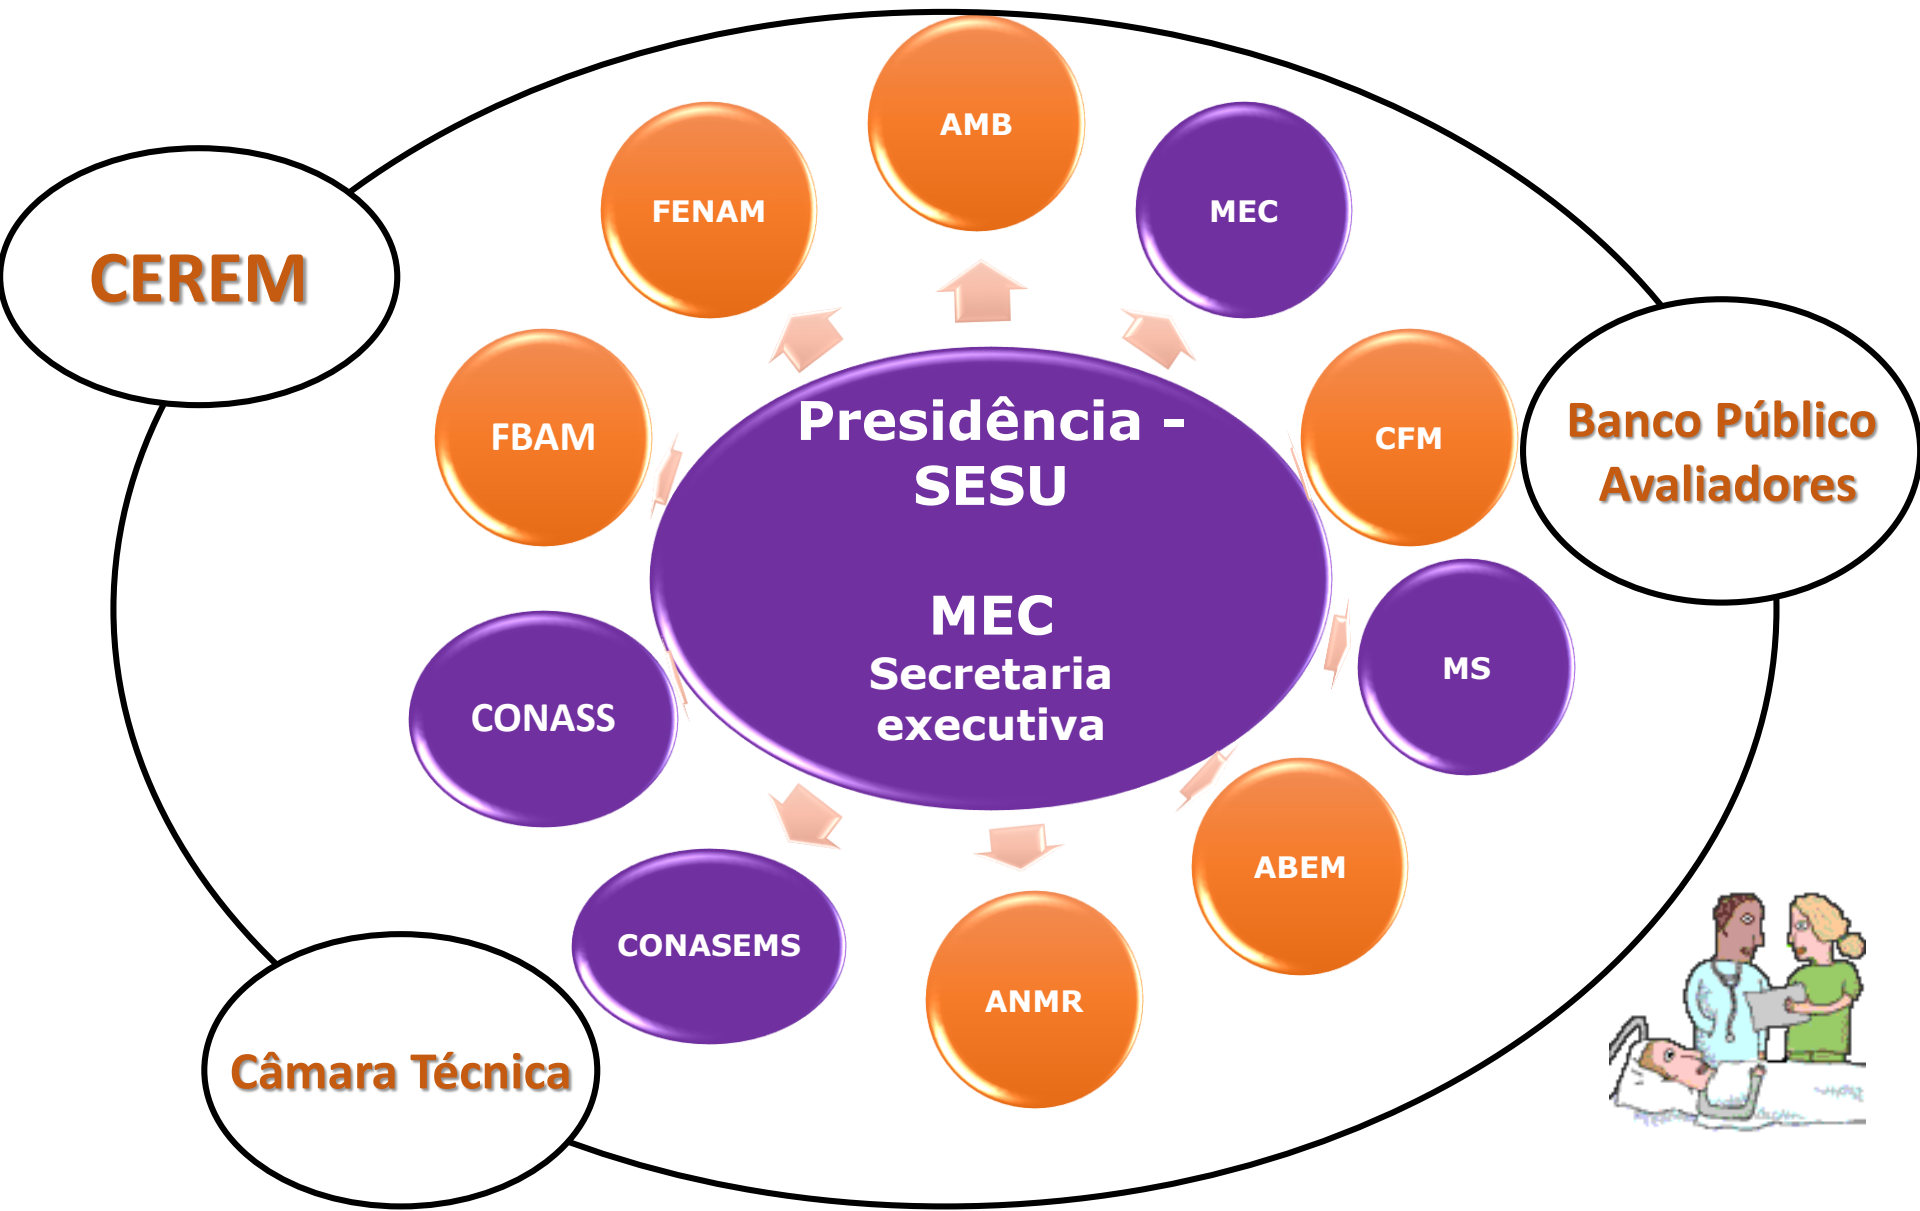 AMB
FENAM
MEC
CEREM
FBAM
CFM
Banco Público
Avaliadores
Presidência -
SESU
MEC
Secretaria
executiva
MS
CONASS
ABEM
CONASEMS
ANMR
Câmara Técnica